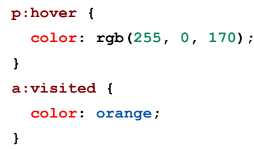 p:hover {
  color: rgb(255, 0, 170);
}
a:visited {
  color: orange;
}